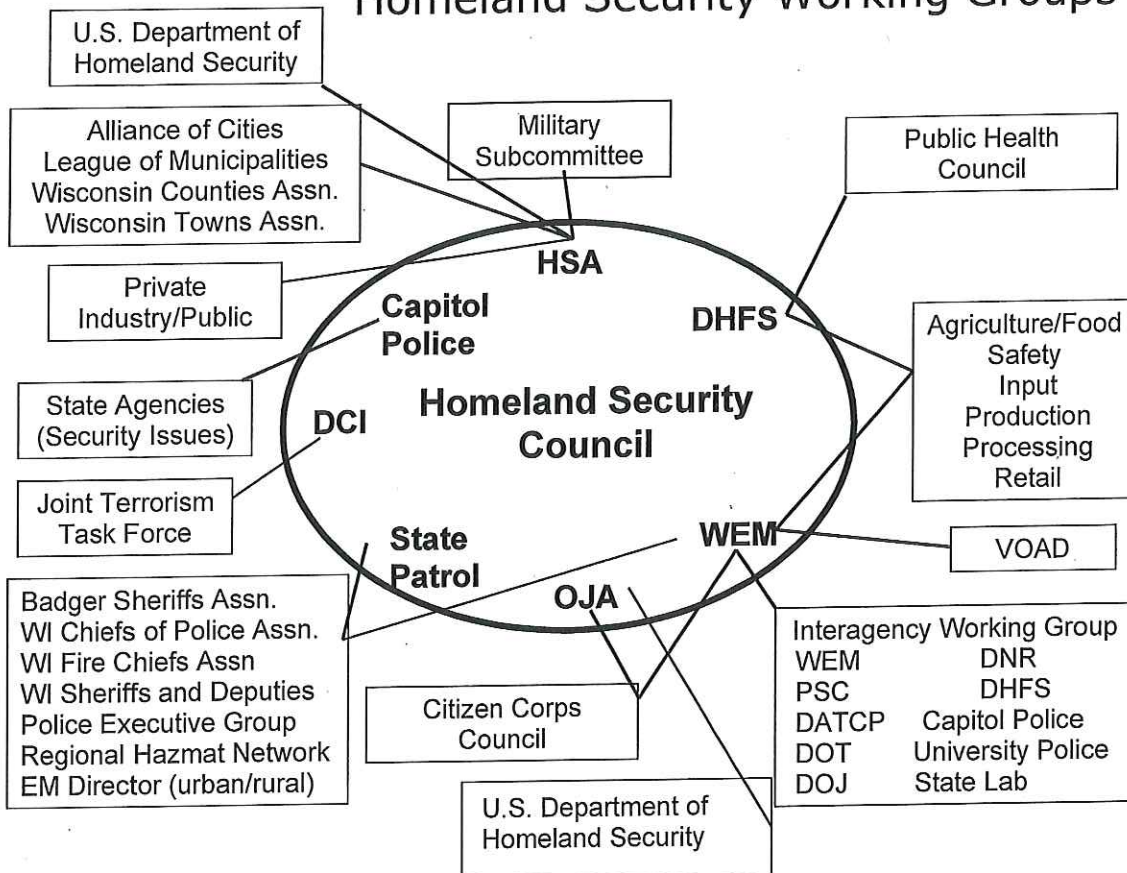 Homeland Security Working Groups
U.S. Department of
Homeland Security
Alliance of Cities
League of Municipalities
Wisconsin Counties Assn.
Wisconsin Towns Assn.
Military
Subcommittee
Public Health
Council
Private
Industry/Public
HSA
Capitol
Police
DHFS
Agriculture/Food
Safety
Input
Production
Processing
Retail
State Agencies
(Security Issues)
DCI
Homeland Security
Council
Joint Terrorism
Task Force
State
Patrol
WEM
OJA
VOAD
Badger Sheriffs Assn.
WI Chiefs of Police Assn.
WI Fire Chiefs Assn
WI Sheriffs and Deputies
Police Executive Group
Regional Hazmat Network
EM Director (urban/rural)
Citizen Corps
Council
Interagency Working Group
WEM DNR
PSC DHFS
DATCP Capitol Police
DOT University Police
DOJ State Lab
U.S. Department of
Homeland Security